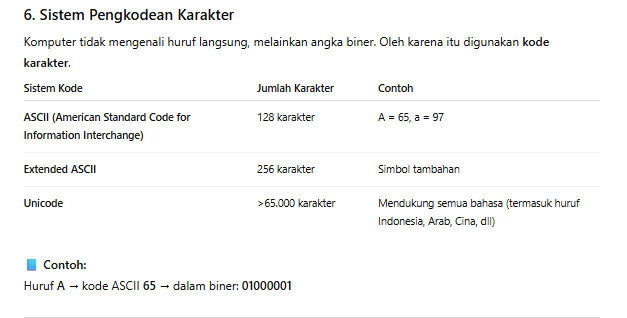 6. Sistem Pengkodean Karakter
Komputer tidak mengenali huruf langsung, melainkan angka biner. Oleh karena itu digunakan kode
karakter.
Sistem Kode Jumlah Karakter Contoh
ASCII (American Standard Code for 128 karakter A = 65, a = 97
Information Interchange)
Extended ASCII 256 karakter Simbol tambahan
Unicode >65.000 karakter Mendukung semua bahasa (termasuk huruf
Indonesia, Arab, Cina, dll)
📘 Contoh:
Huruf A → kode ASCII 65 → dalam biner: 01000001